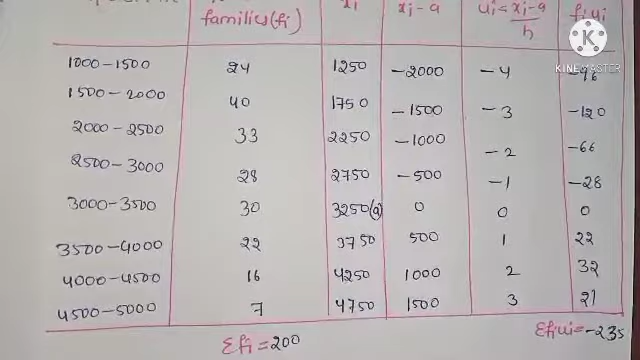 families(fi) xi xi-a ui=xi-a/h fiui
1000-1500 24 1250 -2000 -4 -96
1500-2000 40 1750 -1500 -3 -120
2000-2500 33 2250 -1000 -2 -66
2500-3000 28 2750 -500 -1 -28
3000-3500 30 3250(a) 0 0 0
3500-4000 22 3750 500 1 22
4000-4500 16 4250 1000 2 32
4500-5000 7 4750 1500 3 21
Σfi=200 Σfiui=-235
KINEMASTER